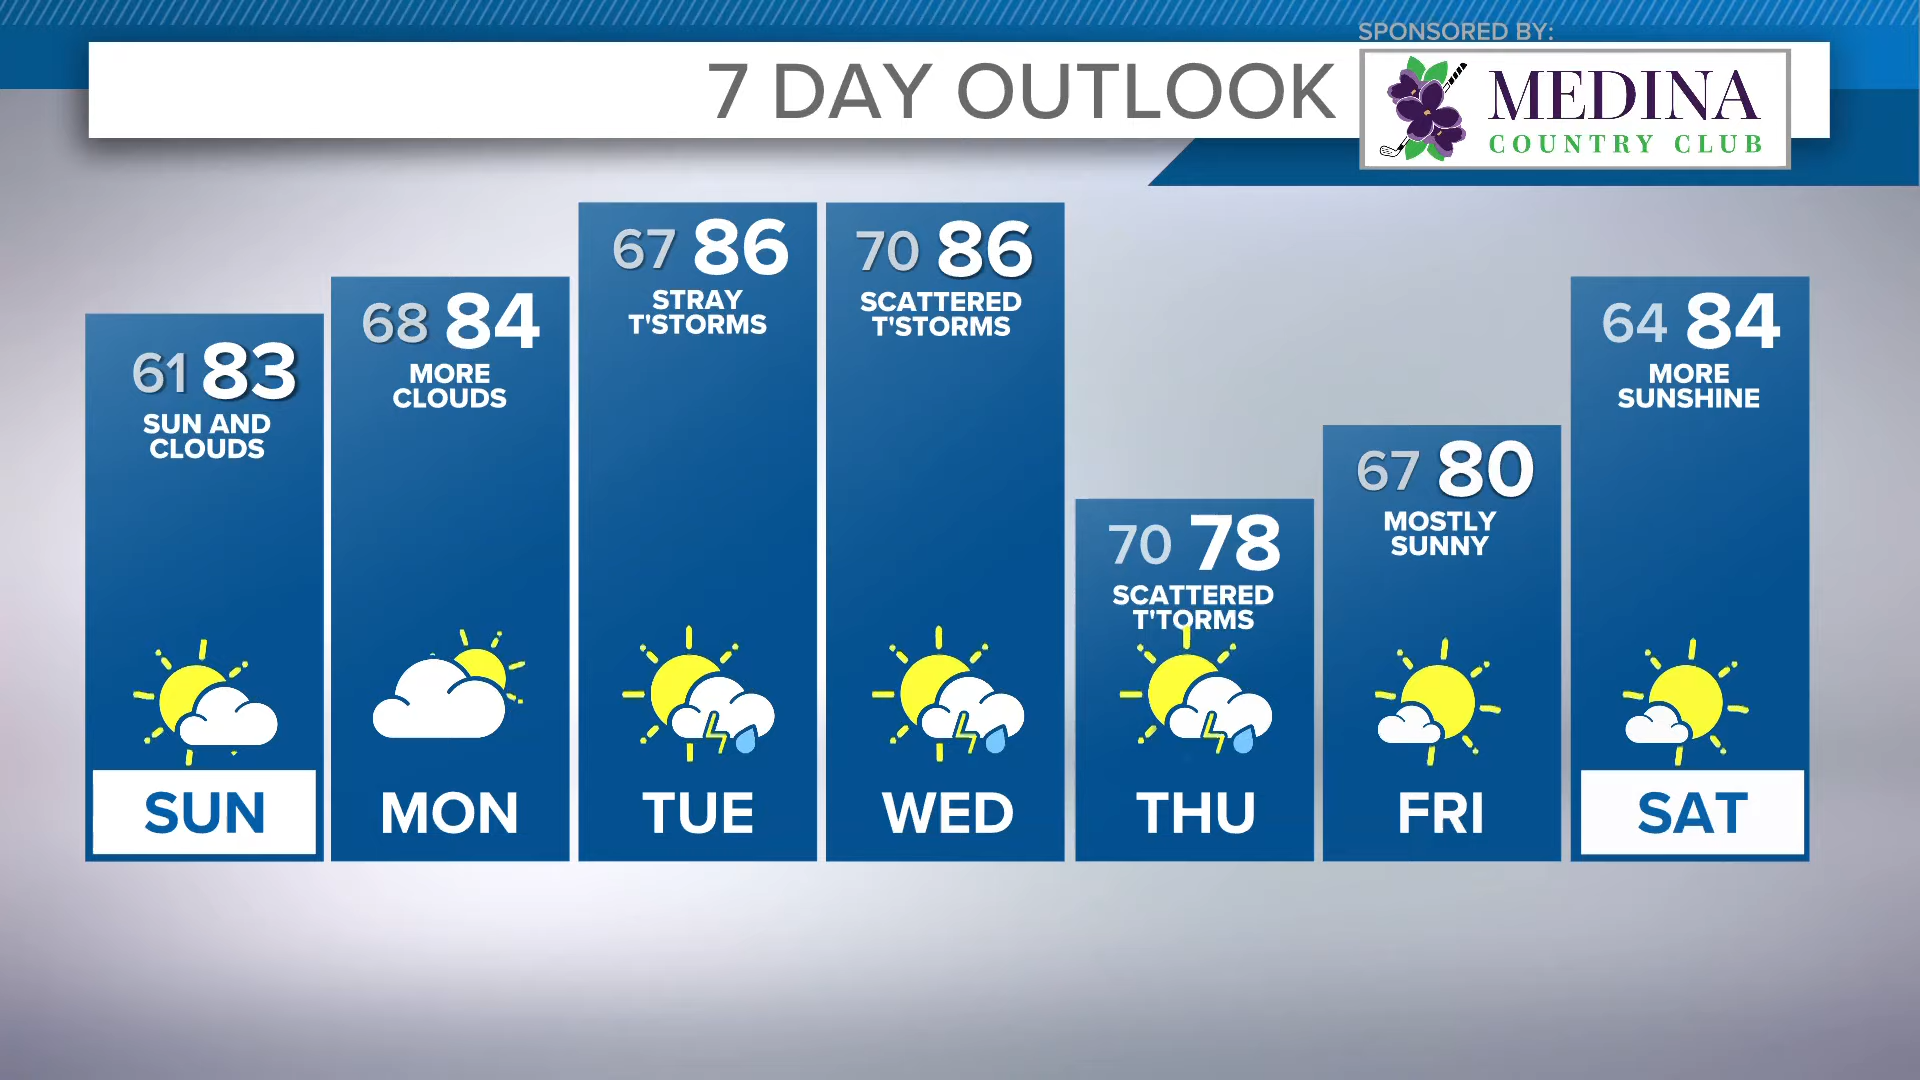 SPONSORED BY:
7 DAY OUTLOOK
MEDINA
COUNTRY CLUB
61 83
SUN AND
CLOUDS
SUN
68 84
MORE
CLOUDS
MON
67 86
STRAY
T'STORMS
TUE
70 86
SCATTERED
T'STORMS
WED
70 78
SCATTERED
T'TORMS
THU
67 80
MOSTLY
SUNNY
FRI
64 84
MORE
SUNSHINE
SAT